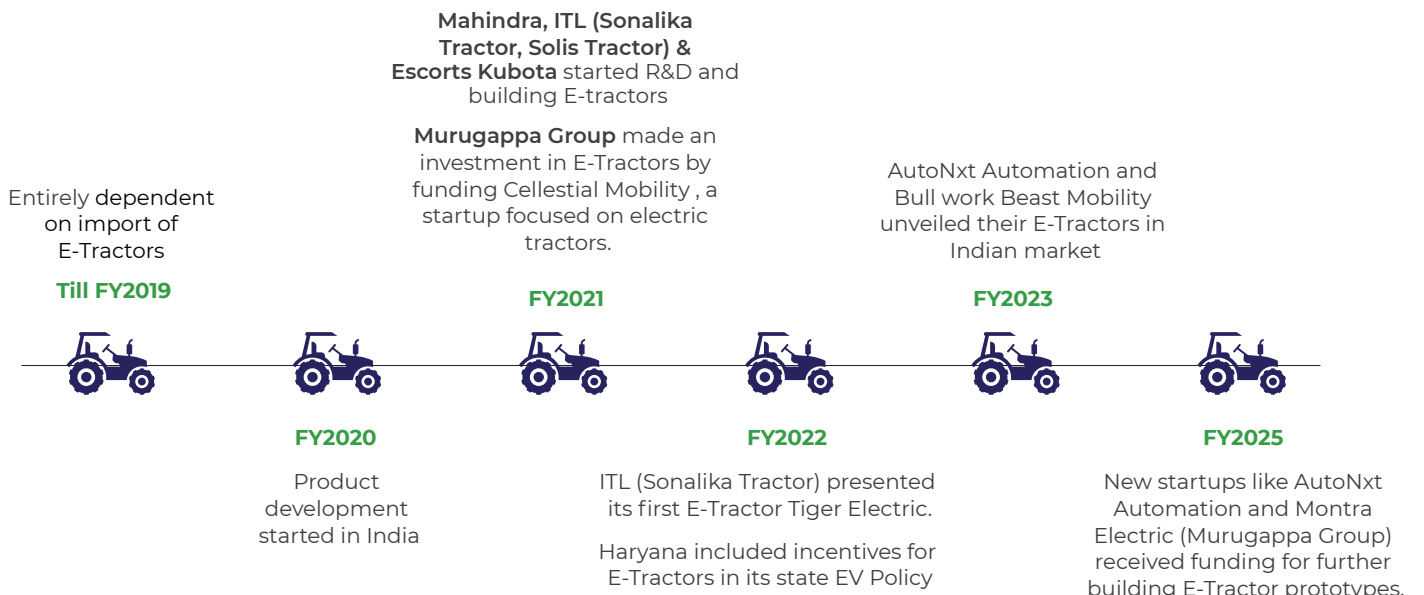 Mahindra, ITL (Sonalika
Tractor, Solis Tractor) &
Escorts Kubota started R&D and
building E-tractors
Murugappa Group made an
investment in E-Tractors by
funding Cellestial Mobility , a
startup focused on electric
tractors.
Entirely dependent
on import of
E-Tractors
AutoNxt Automation and
Bull work Beast Mobility
unveiled their E-Tractors in
Indian market
Till FY2019
FY2021
FY2023
FY2020
FY2022
FY2025
Product
development
started in India
ITL (Sonalika Tractor) presented
its first E-Tractor Tiger Electric.
Haryana included incentives for
E-Tractors in its state EV Policy
New startups like AutoNxt
Automation and Montra
Electric (Murugappa Group)
received funding for further
building E-Tractor prototypes.